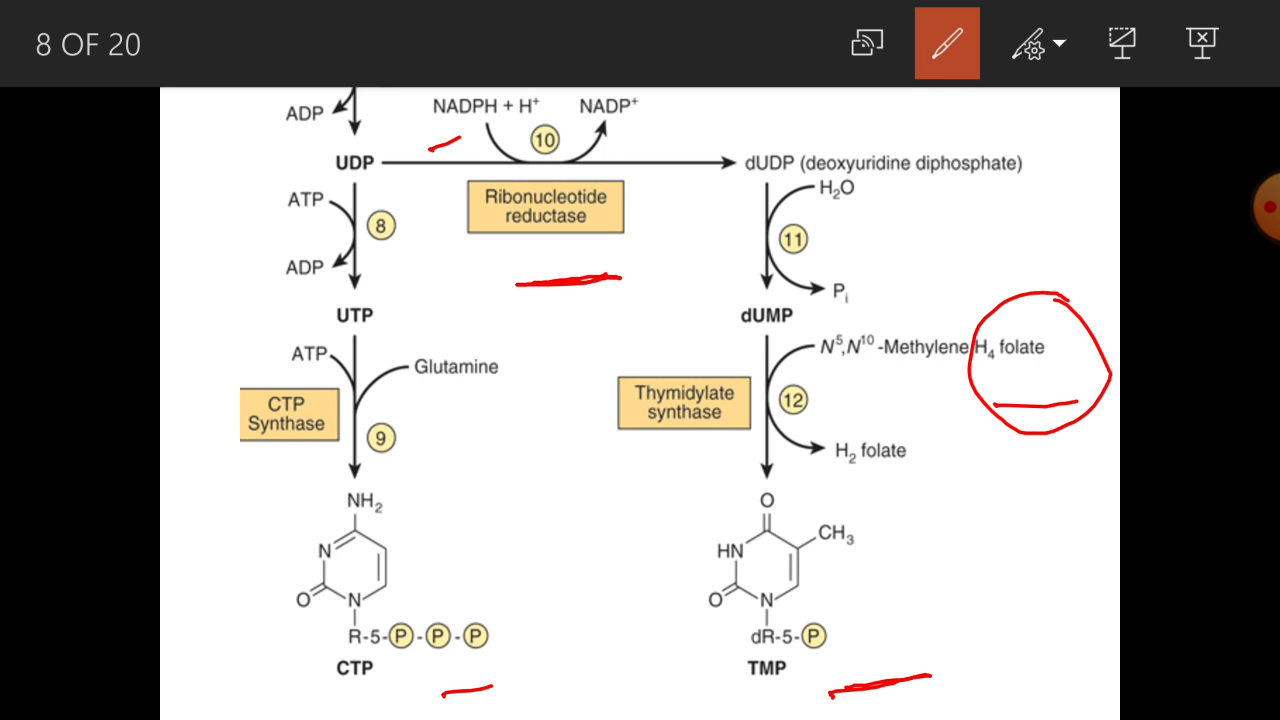 8 OF 20
ADP
NADPH + H⁺
NADP⁺
10
UDP
dUDP (deoxyuridine diphosphate)
Ribonucleotide
reductase
ATP
8
ADP
H₂O
11
Pᵢ
UTP
dUMP
ATP
Glutamine
CTP
Synthase
9
N⁵,N¹⁰ -Methylene H₄ folate
Thymidylate
synthase
12
H₂ folate
NH₂
N
O
N
R-5-P-P-P
CTP
O
CH₃
HN
O
N
dR-5-P
TMP